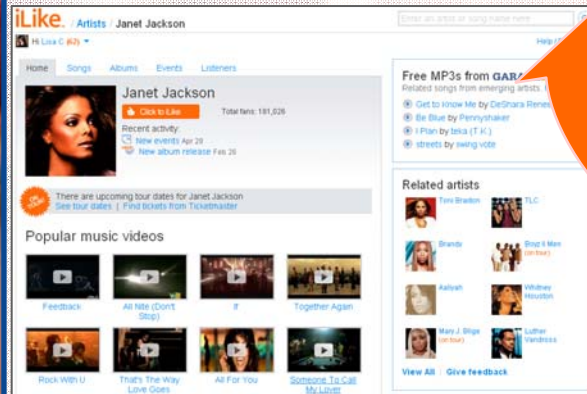 iLike. / Artists / Janet Jackson
Enter an artist or song name here
Hi Lisa C (62)
Help
Home Songs Albums Events Listeners
Janet Jackson
Click to iLike
Total fans: 181,026
Recent activity:
New events Apr 28
New album release Feb 26
ON TOUR!
There are upcoming tour dates for Janet Jackson
See tour dates | Find tickets from Ticketmaster
Popular music videos
Feedback
All Nite (Don't Stop)
If
Together Again
Rock With U
That's The Way Love Goes
All For You
Someone To Call My Lover
Free MP3s from GARA
Related songs from emerging artists.
Get to Know Me by DeShara Renee
Be Blue by Pennyshaker
I Plan by teka (T.K.)
streets by swing vote
Related artists
Toni Braxton
TLC
Brandy
Boyz II Men
(on tour)
Aaliyah
Whitney Houston
Mary J. Blige
(on tour)
Luther Vandross
View All | Give feedback